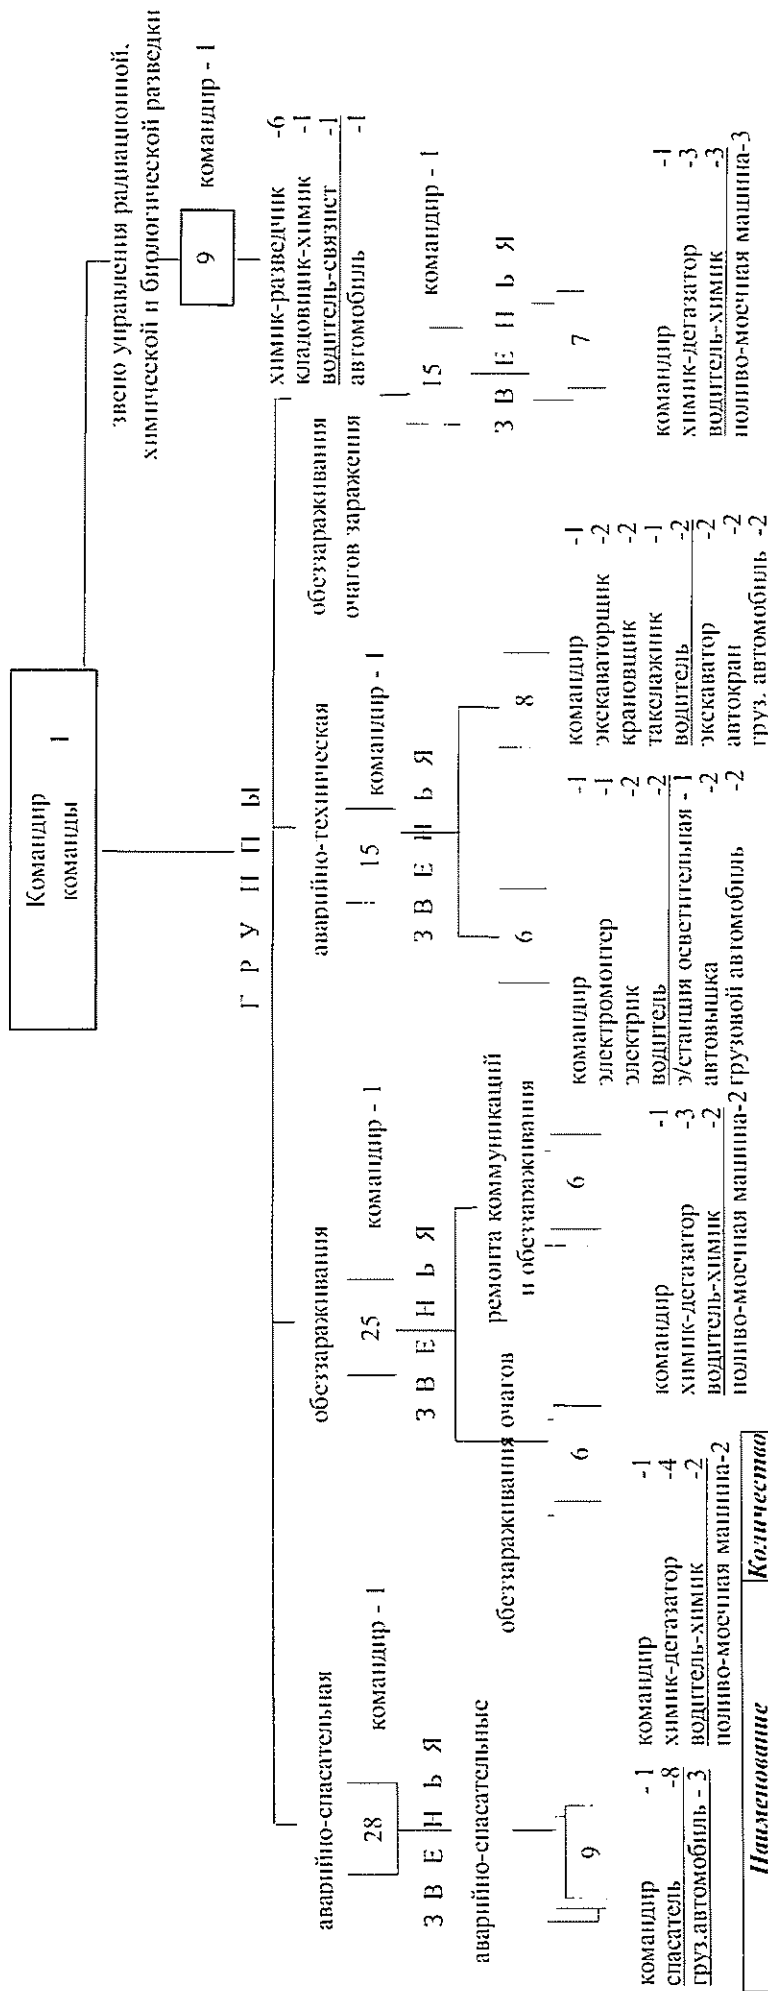 Командир 1
команды
звено управления радиационной,
химической и биологической разведки
9
командир - 1
химик-разведчик -6
кладовщик-химик -1
водитель-связист -1
автомобиль -1
Г Р У П П Ы
аварийно-спасательная
28
командир - 1
З В Е Н Ь Я
аварийно-спасательные
9
командир - 1
спасатель -8
груз.автомобиль - 3
обеззараживания
25
командир - 1
З В Е Н Ь Я
обеззараживания очагов
6
командир -1
химик-дегазатор -4
водитель-химик -2
поливо-моечная машина-2
ремонта коммуникаций
и обеззараживания
6
командир -1
химик-дегазатор -3
водитель-химик -2
поливо-моечная машина-2
аварийно-техническая
15
командир - 1
З В Е Н Ь Я
6
командир -1
электромонтер -1
электрик -2
водитель -2
э/станция осветительная - 1
автовышка -2
грузовой автомобиль -2
8
командир -1
экскаваторщик -2
крановщик -2
такслажник -1
водитель -2
экскаватор -2
автокран -2
груз. автомобиль -2
обеззараживания
очагов заражения
15
командир - 1
З В Е Н Ь Я
7
командир -1
химик-дегазатор -3
водитель-химик -3
поливо-моечная машина-3
Наименование Количество